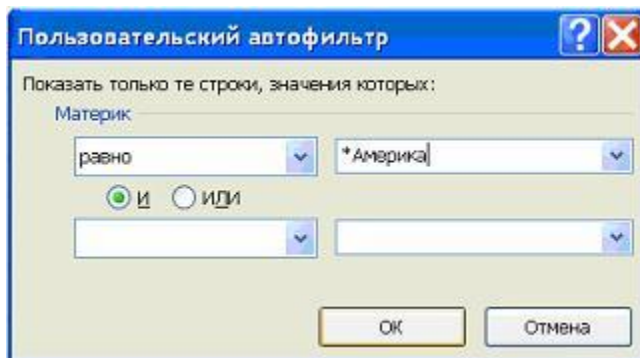 Пользовательский автофильтр
Показать только те строки, значения которых:
Материк
равно *Америка
И ИЛИ
ОК Отмена